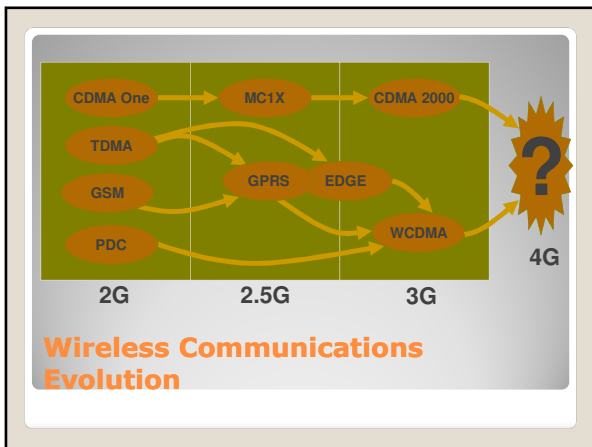 CDMA One
MC1X
CDMA 2000
TDMA
GPRS
EDGE
GSM
WCDMA
PDC
?
4G
2G
2.5G
3G
Wireless Communications
Evolution